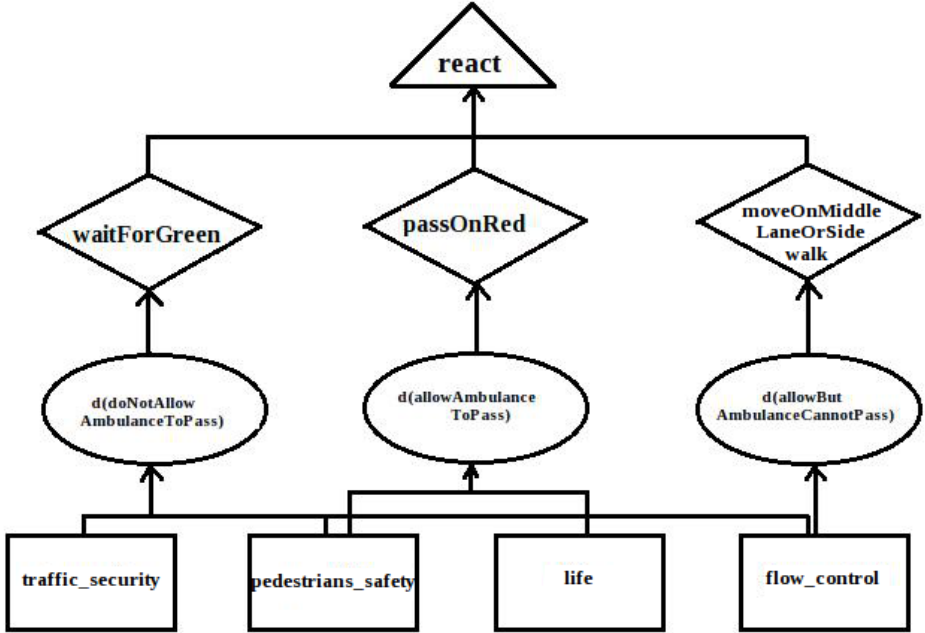 react
waitForGreen
passOnRed
moveOnMiddle
LaneOrSide
walk
d(doNotAllow
AmbulanceToPass)
d(allowAmbulance
ToPass)
d(allowBut
AmbulanceCannotPass)
traffic_security
pedestrians_safety
life
flow_control